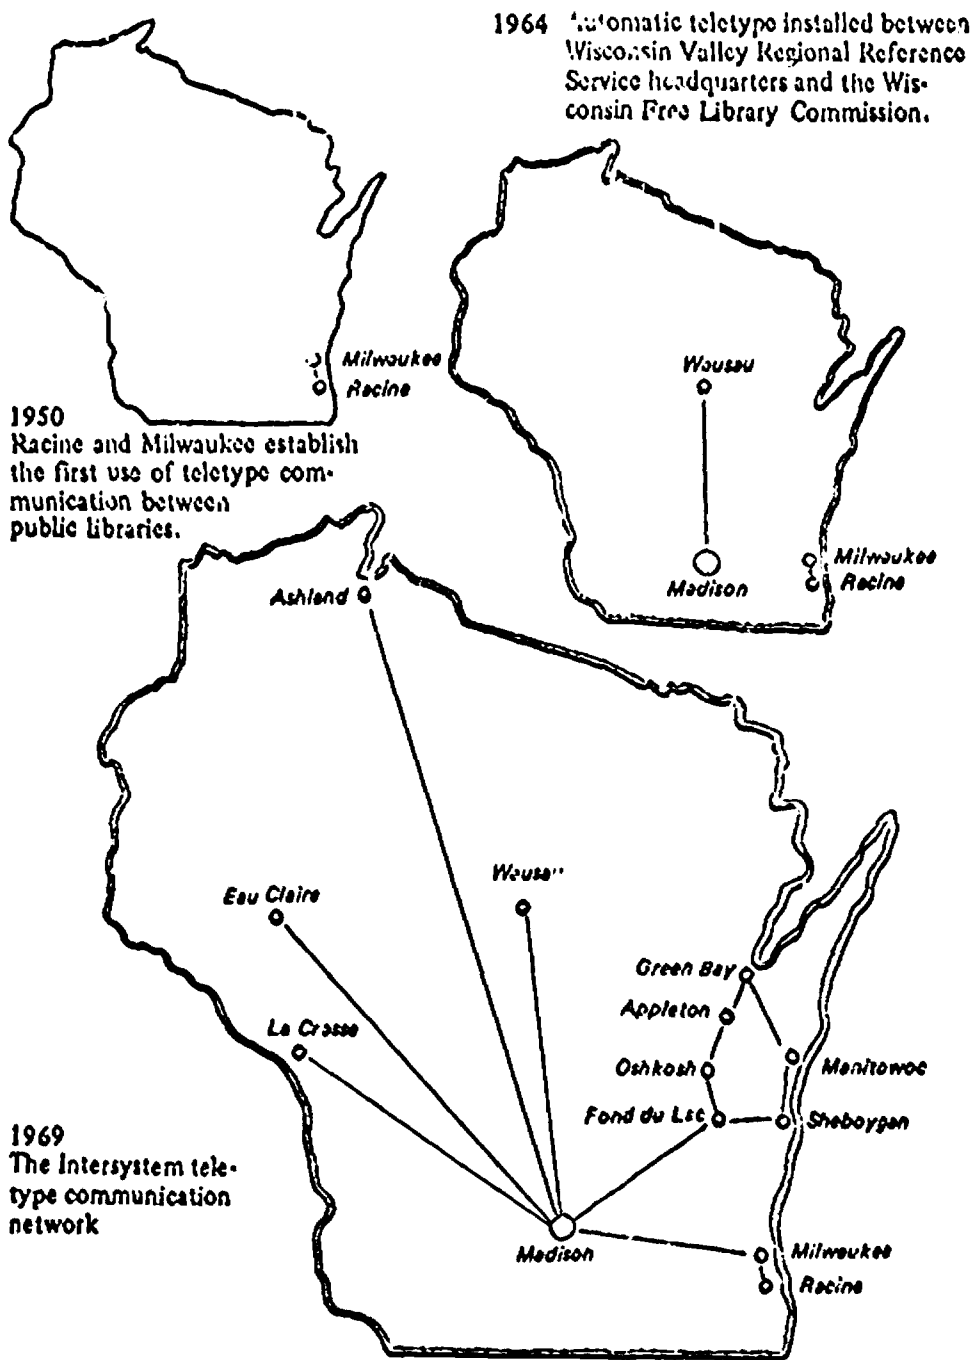 1964 Automatic teletype installed between
Wisconsin Valley Regional Reference
Service headquarters and the Wis-
consin Free Library Commission.
Milwaukee
Racine
1950
Racine and Milwaukee establish
the first use of teletype com-
munication between
public libraries.
Wausau
Madison
Milwaukee
Racine
Ashland
Wausau
Eau Claire
La Crosse
Green Bay
Appleton
Oshkosh
Manitowoc
Fond du Lac
Sheboygan
1969
The Intersystem tele-
type communication
network
Madison
Milwaukee
Racine